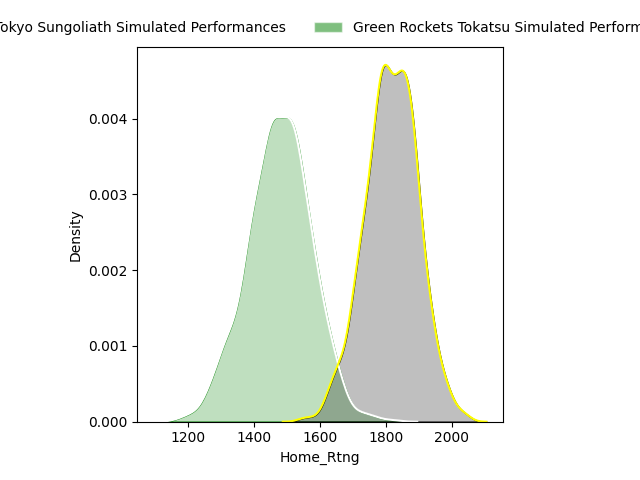 Tokyo Sungoliath Simulated Performances
Green Rockets Tokatsu Simulated Perform
0.004
0.003
0.002
0.001
0.000
Density
1200 1400 1600 1800 2000
Home_Rtng